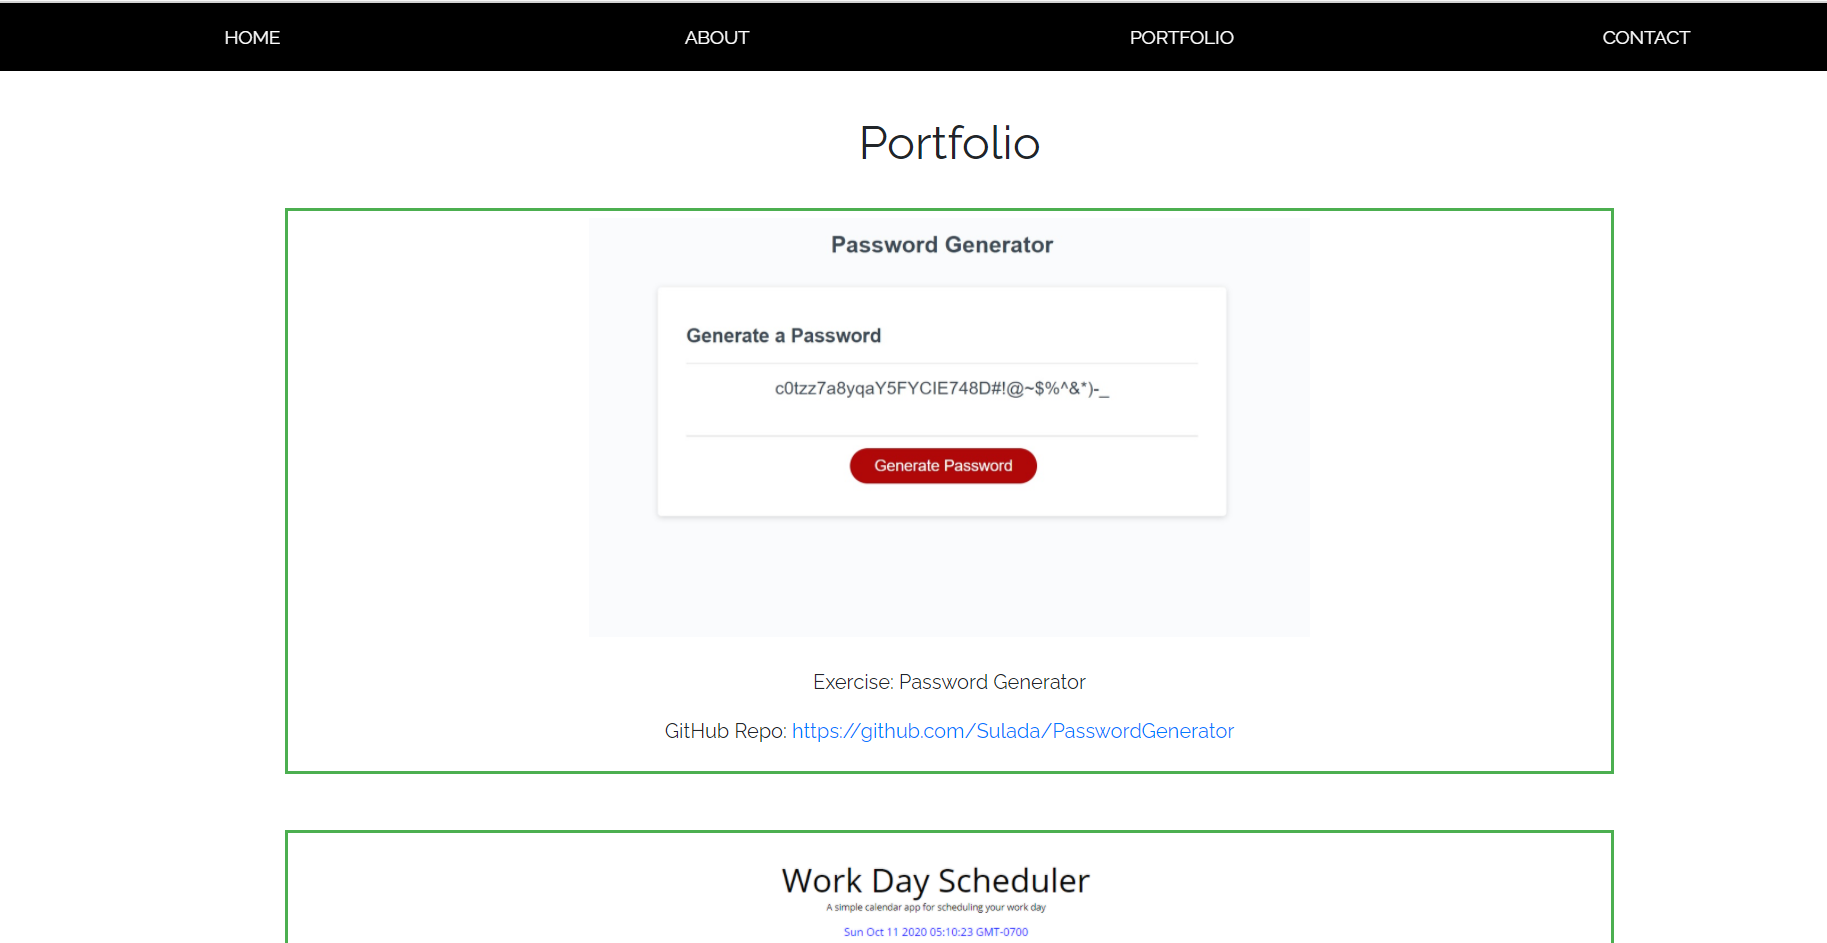 HOME ABOUT PORTFOLIO CONTACT
Portfolio
Password Generator
Generate a Password
c0tzz7a8yqaY5FYCIE748D#!@~$%^&*)-_
Generate Password
Exercise: Password Generator
GitHub Repo: https://github.com/Sulada/PasswordGenerator
Work Day Scheduler
A simple calendar app for scheduling your work day
Sun Oct 11 2020 05:10:23 GMT-0700